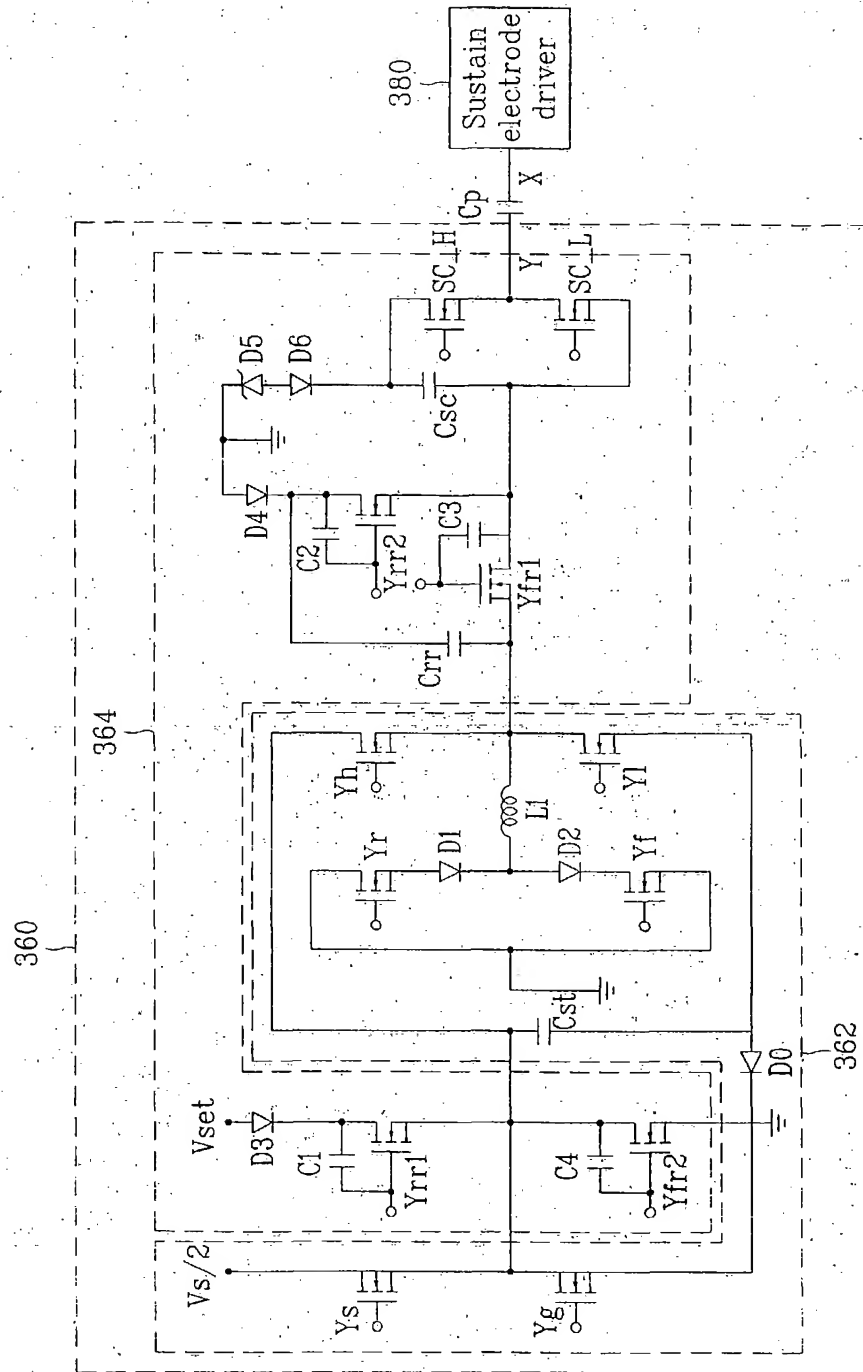 360
364
380
Sustain
electrode
driver
X
Cp
Y
SC_H
SC_L
D5
D6
Csc
D4
C2
Yrr2
C3
Yfr1
Crr
Yh
Yl
L1
Yr
D1
D2
Yf
Cst
D0
362
Vset
D3
C1
Yrr1
C4
Yfr2
Vs/2
Ys
Yg